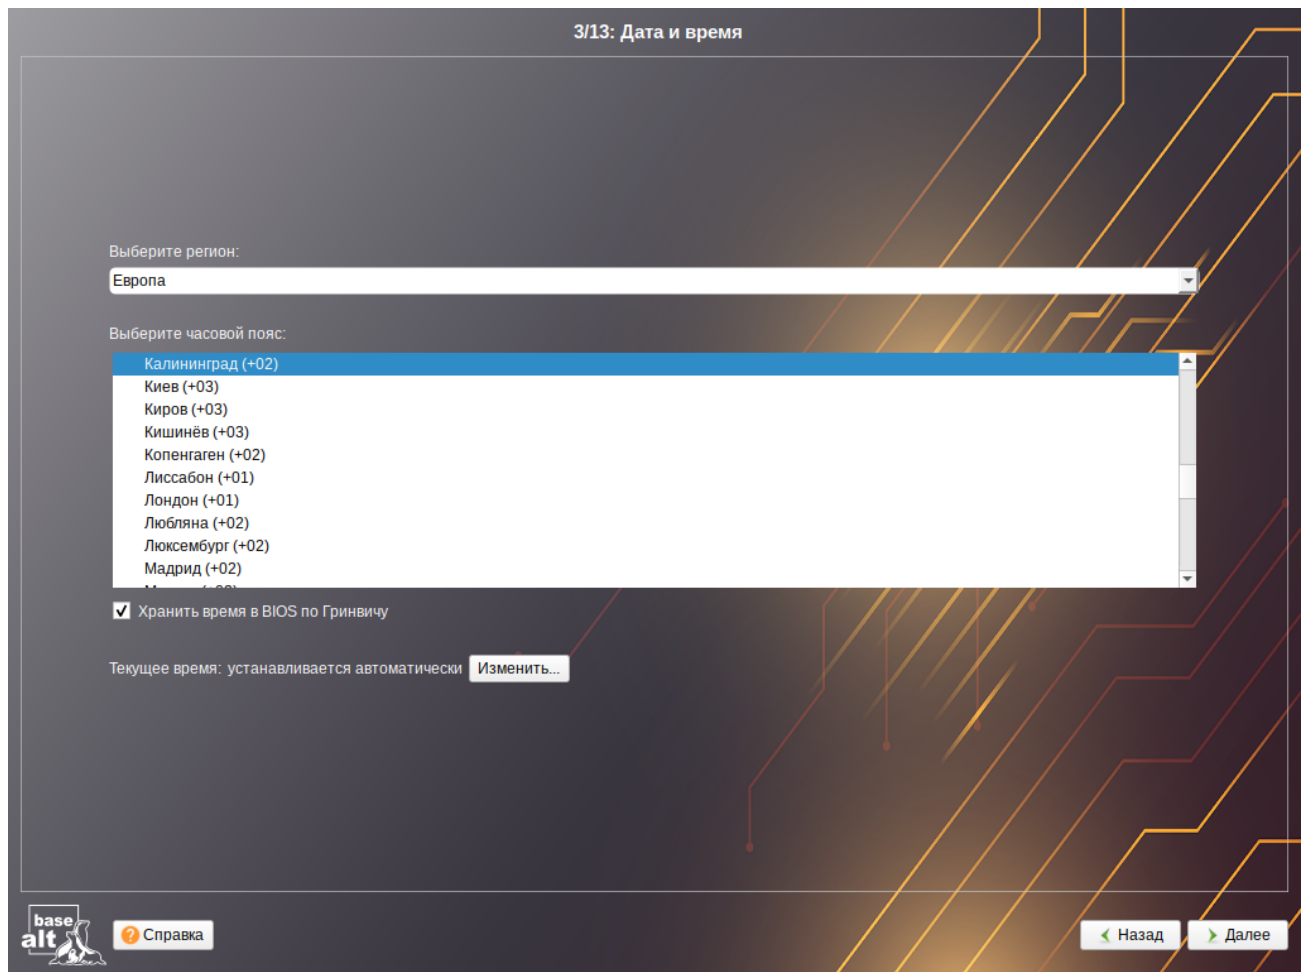 3/13: Дата и время
Выберите регион:
Европа
Выберите часовой пояс:
Калининград (+02)
Киев (+03)
Киров (+03)
Кишинёв (+03)
Копенгаген (+02)
Лиссабон (+01)
Лондон (+01)
Любляна (+02)
Люксембург (+02)
Мадрид (+02)
Хранить время в BIOS по Гринвичу
Текущее время: устанавливается автоматически Изменить...
base
alt
Справка
Назад
Далее